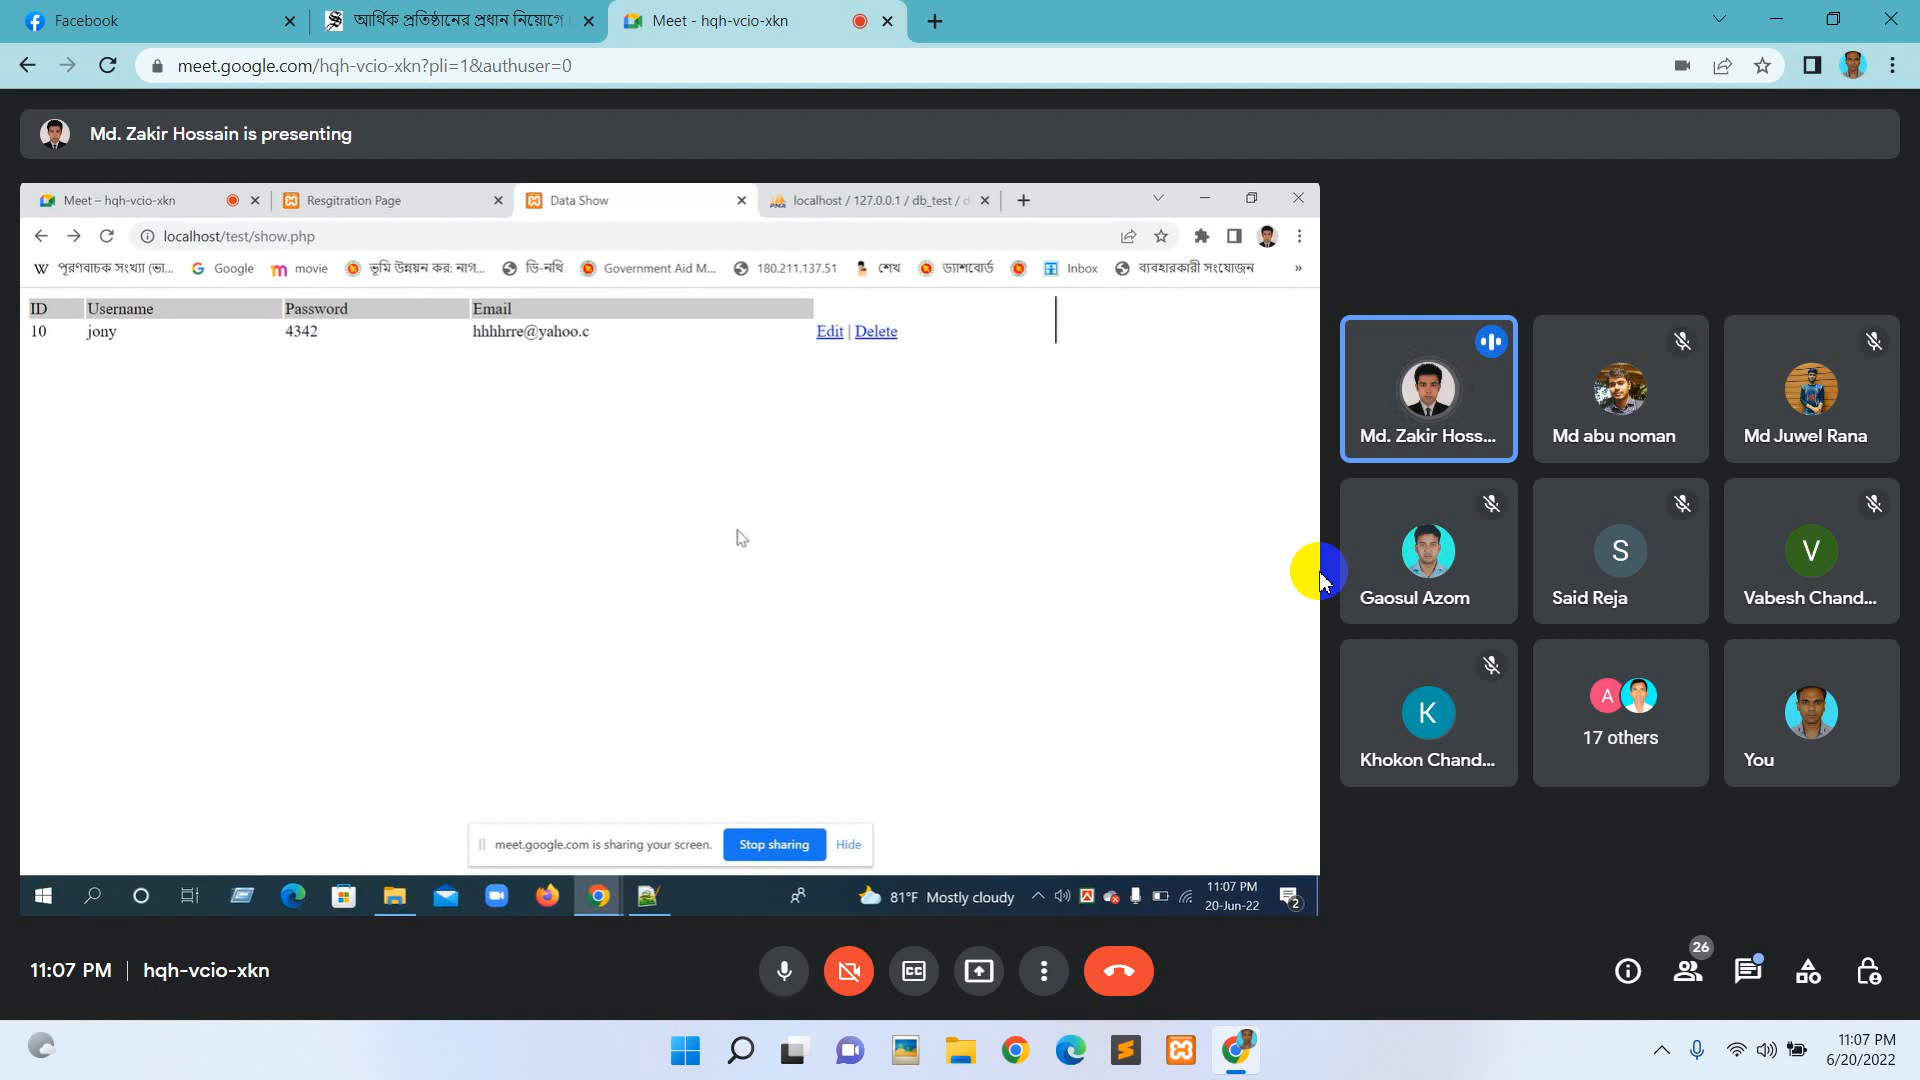 Facebook
আর্থিক প্রতিষ্ঠানের প্রধান নিয়োগে
Meet - hqh-vcio-xkn
meet.google.com/hqh-vcio-xkn?pli=1&authuser=0
Md. Zakir Hossain is presenting
Meet – hqh-vcio-xkn
Resgitration Page
Data Show
localhost / 127.0.0.1 / db_test / d
localhost/test/show.php
পূরণবাচক সংখ্যা (ভা...
Google
movie
ভূমি উন্নয়ন কর: নাগ...
ডি-নথি
Government Aid M...
180.211.137.51
শেখ
ড্যাশবোর্ড
Inbox
ব্যবহারকারী সংযোজন
»
ID Username Password Email
10 jony 4342 hhhhrre@yahoo.c Edit | Delete
meet.google.com is sharing your screen. Stop sharing Hide
81°F Mostly cloudy
11:07 PM
20-Jun-22
2
Md. Zakir Hoss...
Md abu noman
Md Juwel Rana
Gaosul Azom
S
Said Reja
V
Vabesh Chand...
K
Khokon Chand...
A
17 others
You
11:07 PM | hqh-vcio-xkn
CC
26
11:07 PM
6/20/2022